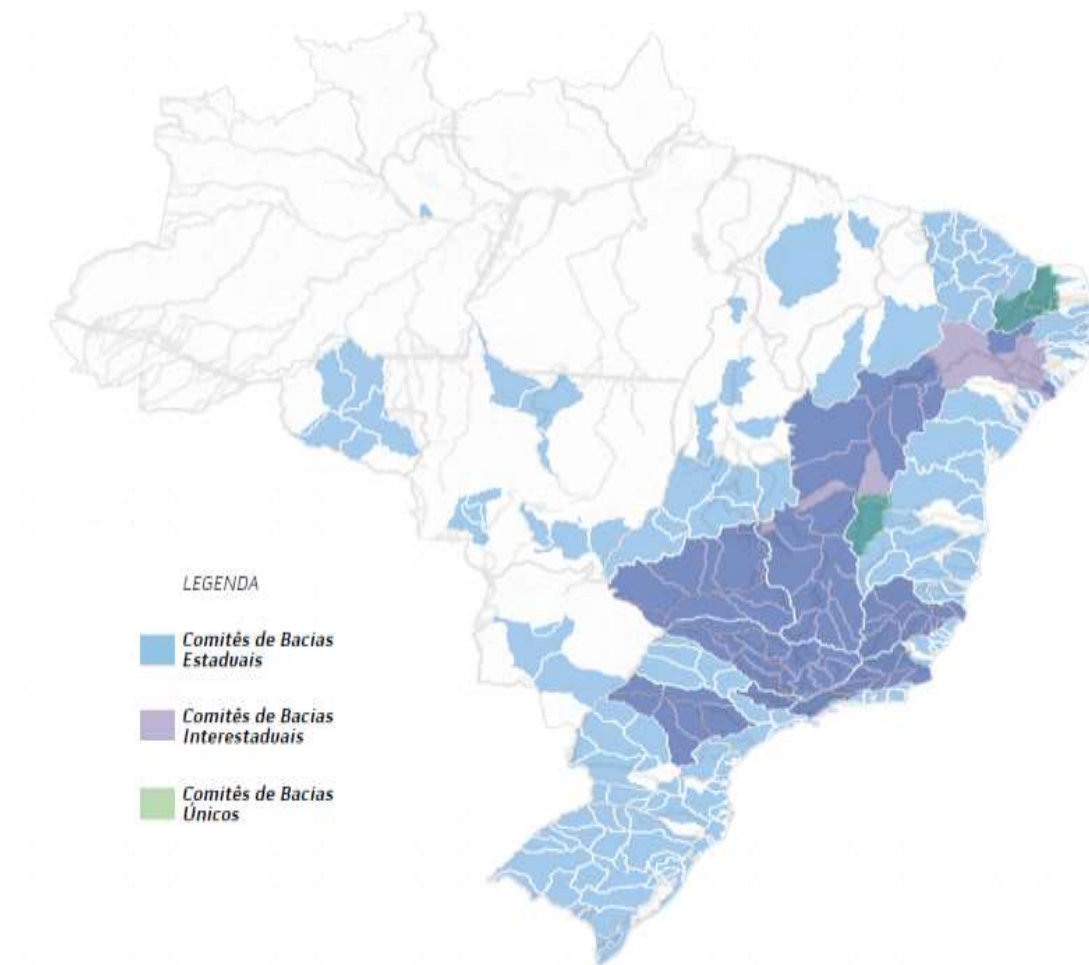 LEGENDA
Comitês de Bacias
Estaduais
Comitês de Bacias
Interestaduais
Comitês de Bacias
Únicos